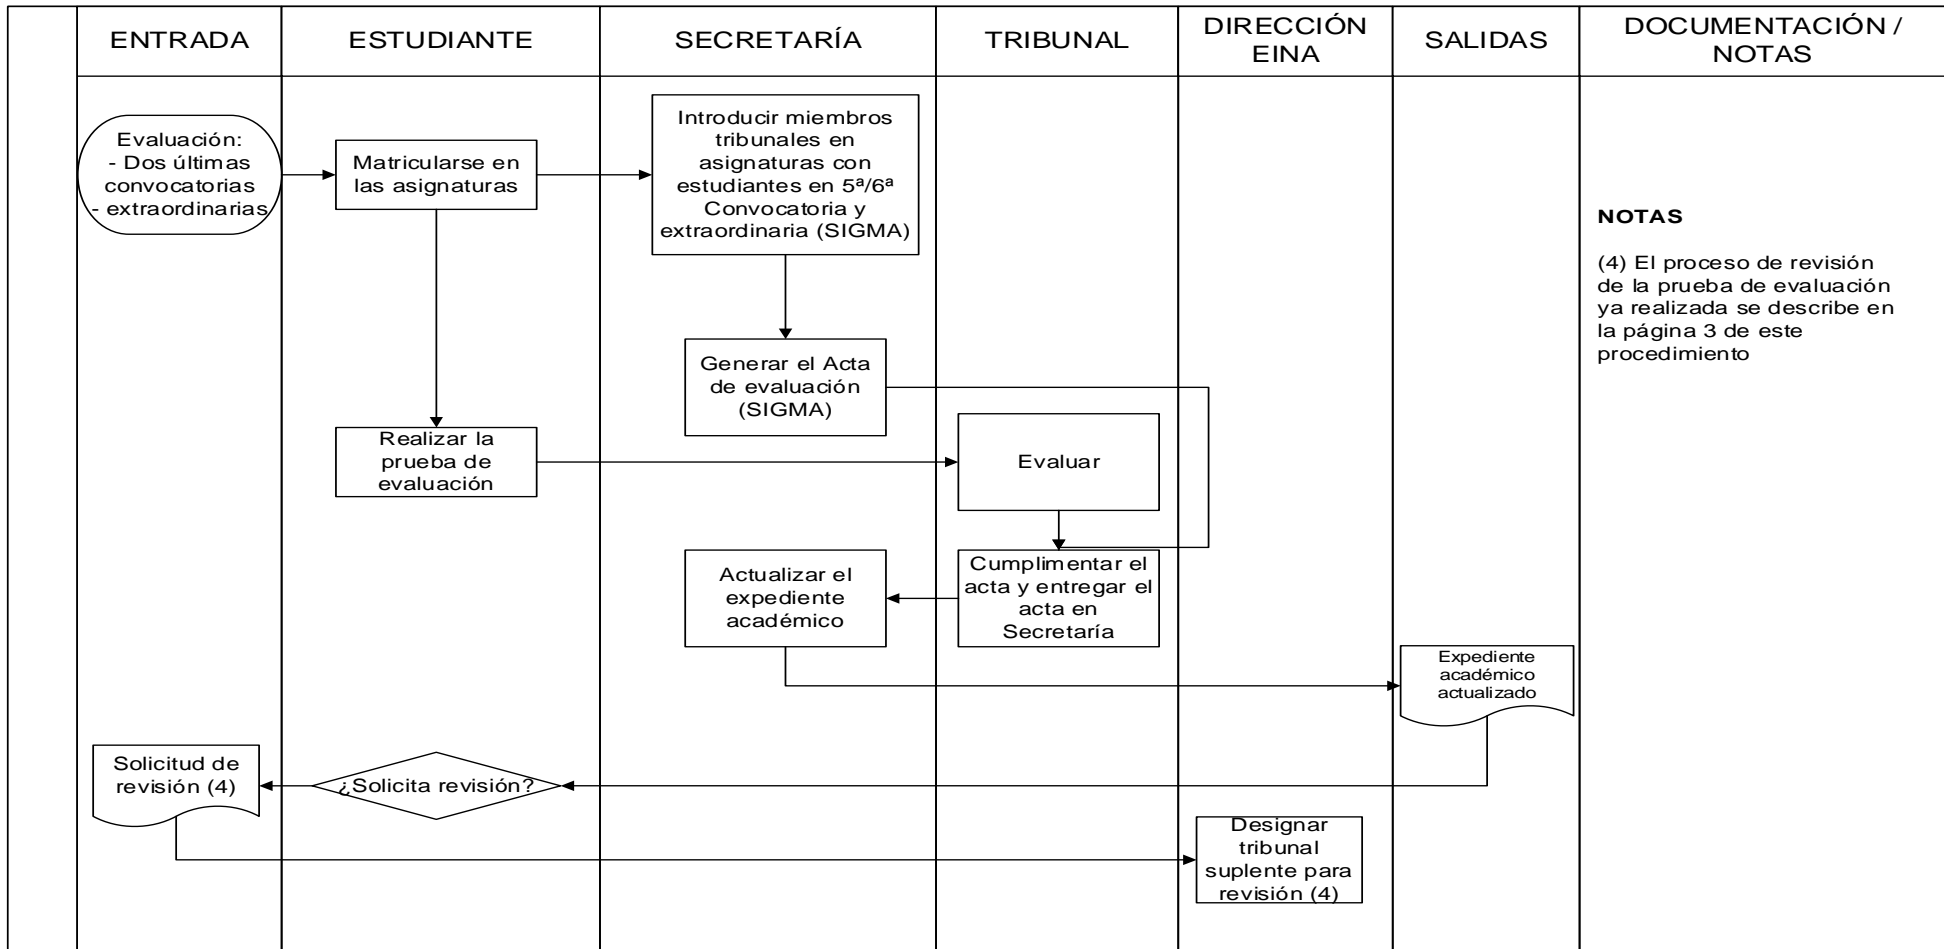 ENTRADA
ESTUDIANTE
SECRETARÍA
TRIBUNAL
DIRECCIÓN
EINA
SALIDAS
DOCUMENTACIÓN /
NOTAS
Evaluación:
- Dos últimas
convocatorias
- extraordinarias
Matricularse en
las asignaturas
Introducir miembros
tribunales en
asignaturas con
estudiantes en 5ª/6ª
Convocatoria y
extraordinaria (SIGMA)
NOTAS
(4) El proceso de revisión
de la prueba de evaluación
ya realizada se describe en
la página 3 de este
procedimiento
Generar el Acta
de evaluación
(SIGMA)
Realizar la
prueba de
evaluación
Evaluar
Actualizar el
expediente
académico
Cumplimentar el
acta y entregar el
acta en
Secretaría
Expediente
académico
actualizado
Solicitud de
revisión (4)
¿Solicita revisión?
Designar
tribunal
suplente para
revisión (4)